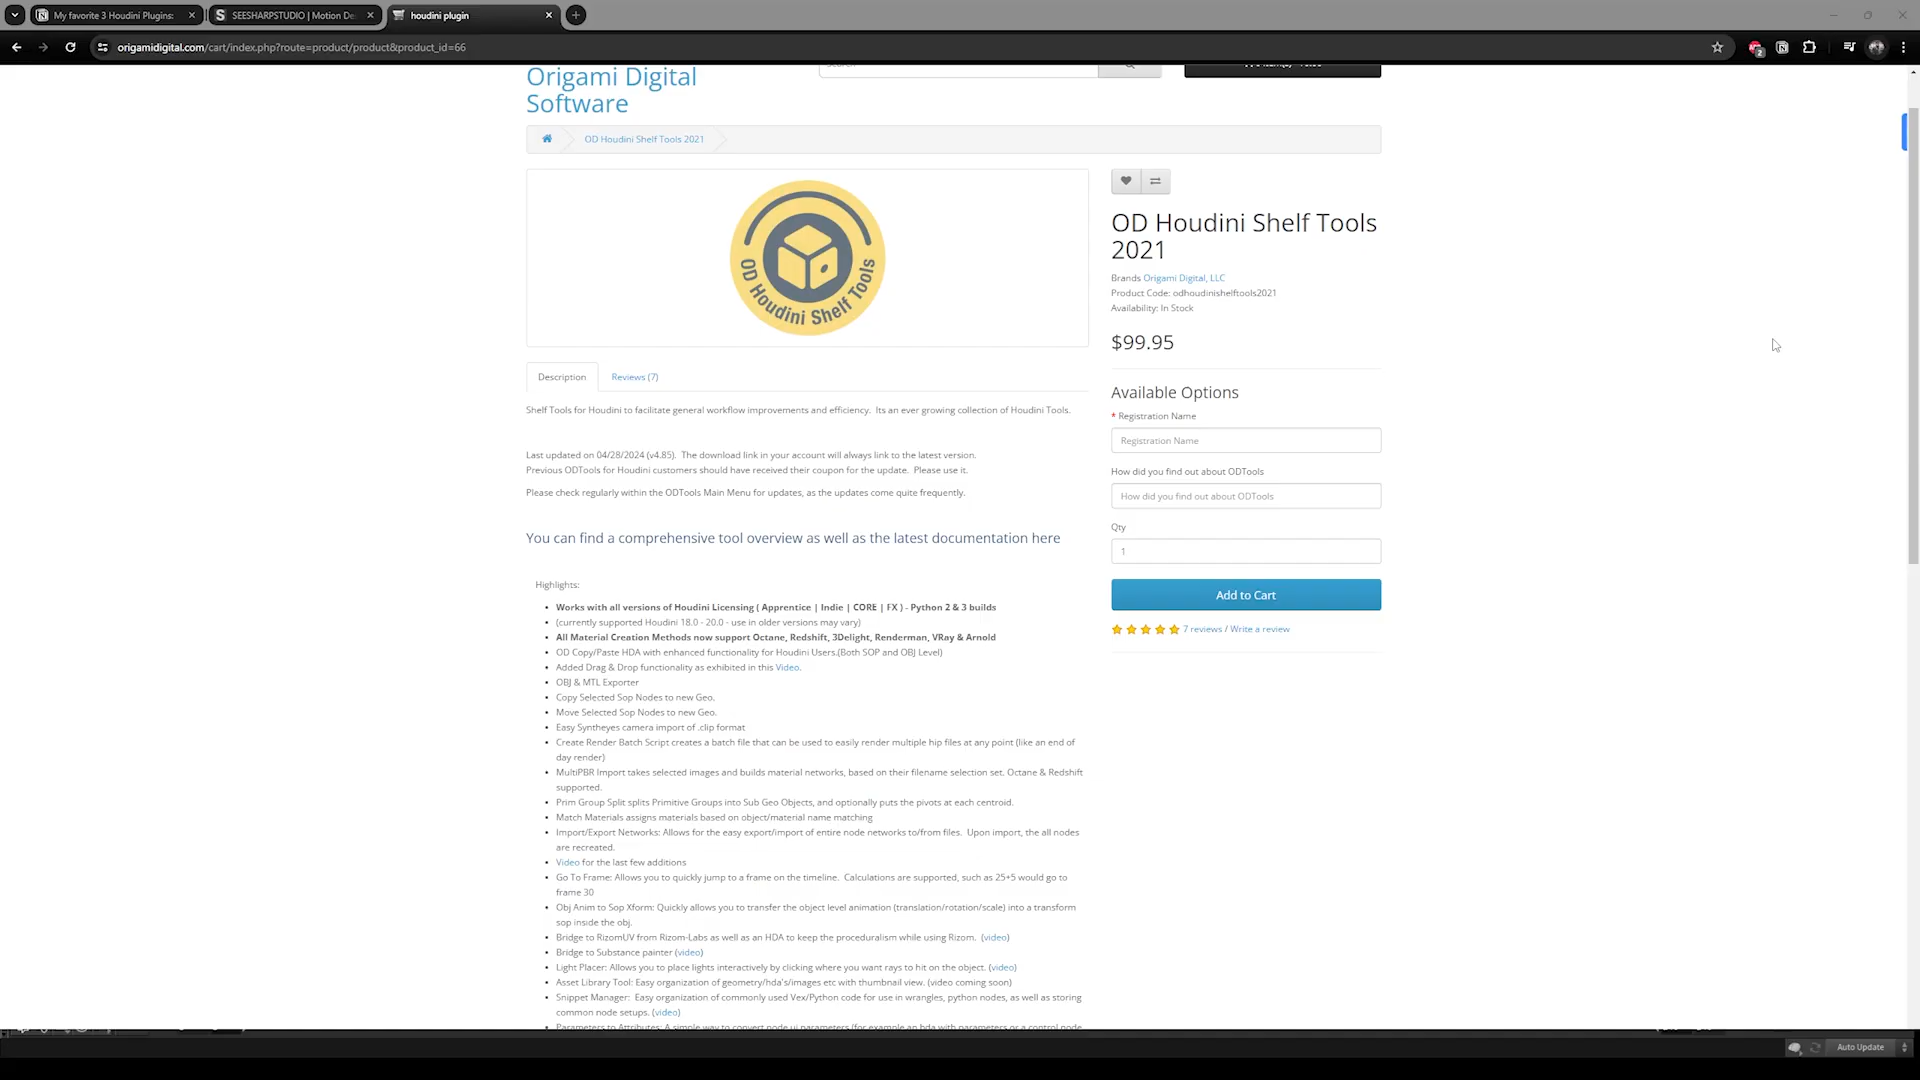 My favorite 3 Houdini Plugins:
SEESHARPSTUDIO | Motion De
houdini plugin
origamidigital.com/cart/index.php?route=product/product&product_id=66
Origami Digital
Software
OD Houdini Shelf Tools 2021
OD Houdini Shelf Tools
OD Houdini Shelf Tools
2021
Brands Origami Digital, LLC
Product Code: odhoudinishelftools2021
Availability: In Stock
$99.95
Available Options
* Registration Name
Registration Name
How did you find out about ODTools
How did you find out about ODTools
Qty
1
Add to Cart
7 reviews / Write a review
Description
Reviews (7)
Shelf Tools for Houdini to facilitate general workflow improvements and efficiency. Its an ever growing collection of Houdini Tools.
Last updated on 04/28/2024 (v4.85). The download link in your account will always link to the latest version.
Previous ODTools for Houdini customers should have received their coupon for the update. Please use it.
Please check regularly within the ODTools Main Menu for updates, as the updates come quite frequently.
You can find a comprehensive tool overview as well as the latest documentation here
Highlights:
• Works with all versions of Houdini Licensing ( Apprentice | Indie | CORE | FX ) - Python 2 & 3 builds
• (currently supported Houdini 18.0 - 20.0 - use in older versions may vary)
• All Material Creation Methods now support Octane, Redshift, 3Delight, Renderman, VRay & Arnold
• OD Copy/Paste HDA with enhanced functionality for Houdini Users.(Both SOP and OBJ Level)
• Added Drag & Drop functionality as exhibited in this Video.
• OBJ & MTL Exporter
• Copy Selected Sop Nodes to new Geo.
• Move Selected Sop Nodes to new Geo.
• Easy Syntheyes camera import of .clip format
• Create Render Batch Script creates a batch file that can be used to easily render multiple hip files at any point (like an end of
day render)
• MultiPBR Import takes selected images and builds material networks, based on their filename selection set. Octane & Redshift
supported.
• Prim Group Split splits Primitive Groups into Sub Geo Objects, and optionally puts the pivots at each centroid.
• Match Materials assigns materials based on object/material name matching
• Import/Export Networks: Allows for the easy export/import of entire node networks to/from files. Upon import, the all nodes
are recreated.
• Video for the last few additions
• Go To Frame: Allows you to quickly jump to a frame on the timeline. Calculations are supported, such as 25+5 would go to
frame 30
• Obj Anim to Sop Xform: Quickly allows you to transfer the object level animation (translation/rotation/scale) into a transform
sop inside the obj.
• Bridge to RizomUV from Rizom-Labs as well as an HDA to keep the proceduralism while using Rizom. (video)
• Bridge to Substance painter (video)
• Light Placer: Allows you to place lights interactively by clicking where you want rays to hit on the object. (video)
• Asset Library Tool: Easy organization of geometry/hda's/images etc with thumbnail view. (video coming soon)
• Snippet Manager: Easy organization of commonly used Vex/Python code for use in wrangles, python nodes, as well as storing
common node setups. (video)
• Parameters to Attributes: A simple way to convert node ui parameters (for example an hda with parameters or a control node
Auto Update